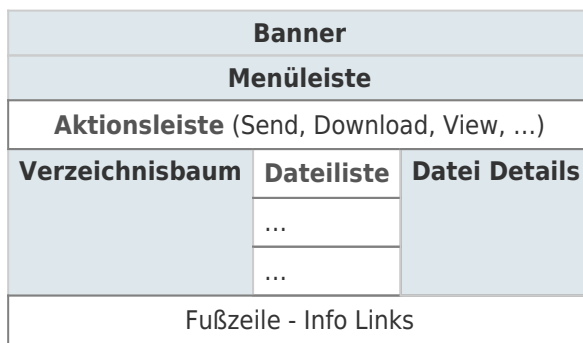 Banner
Menüleiste
Aktionsleiste (Send, Download, View, ...)
Verzeichnisbaum Dateiliste Datei Details
...
...
Fußzeile - Info Links